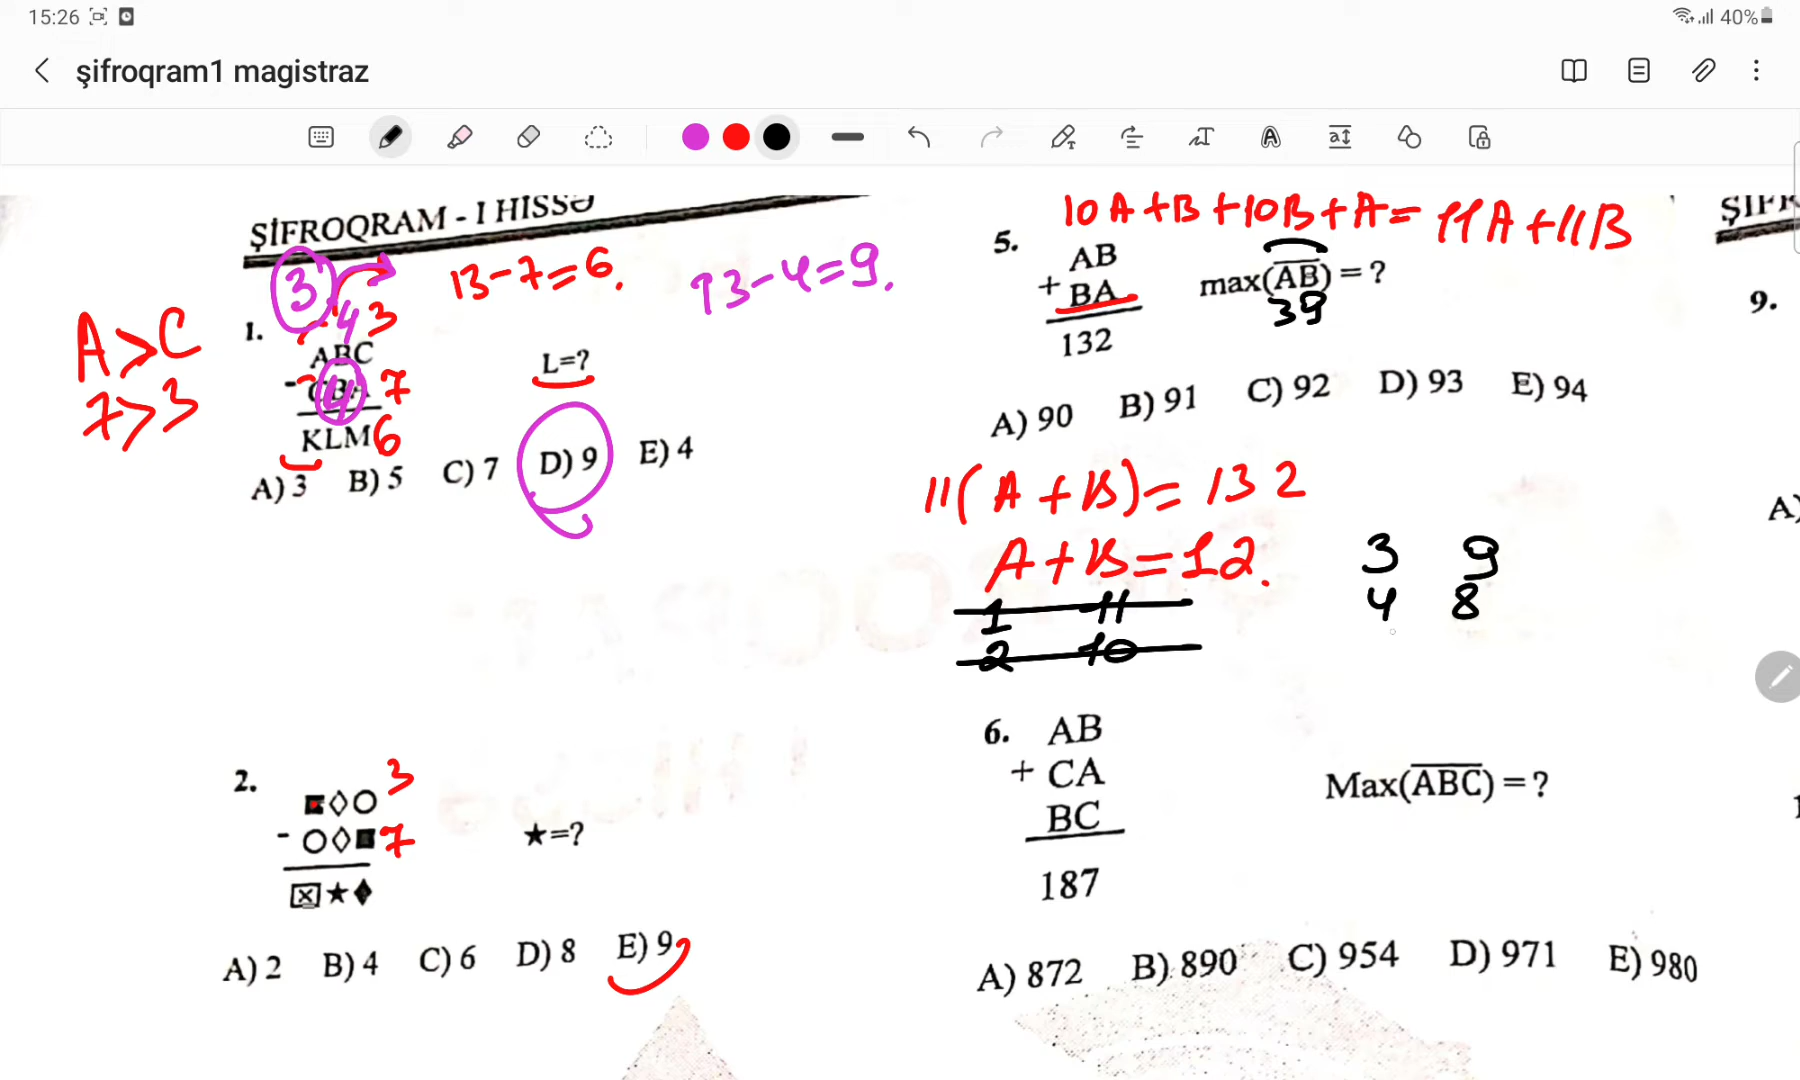 15:26
40%
şifroqram1 magistraz
ŞİFROQRAM - I HİSSƏ
3
13-7=6.
13-4=9.
A>C
7>3
1.
4 3
ABC
- CBA 7
4
KLM 6
L=?
A) 3 B) 5 C) 7 D) 9 E) 4
2.
3
■◇○
- ○◇■ 7
☒★♦
★=?
A) 2 B) 4 C) 6 D) 8 E) 9
10A+B+10B+A=11A+11B
5.
AB
+ BA
132
max(AB) = ?
39
A) 90 B) 91 C) 92 D) 93 E) 94
11(A+B)=132
A+B=12.
1 11
2 10
3 9
4 8
6. AB
+ CA
BC
187
Max(ABC) = ?
A) 872 B) 890 C) 954 D) 971 E) 980
9.
A)